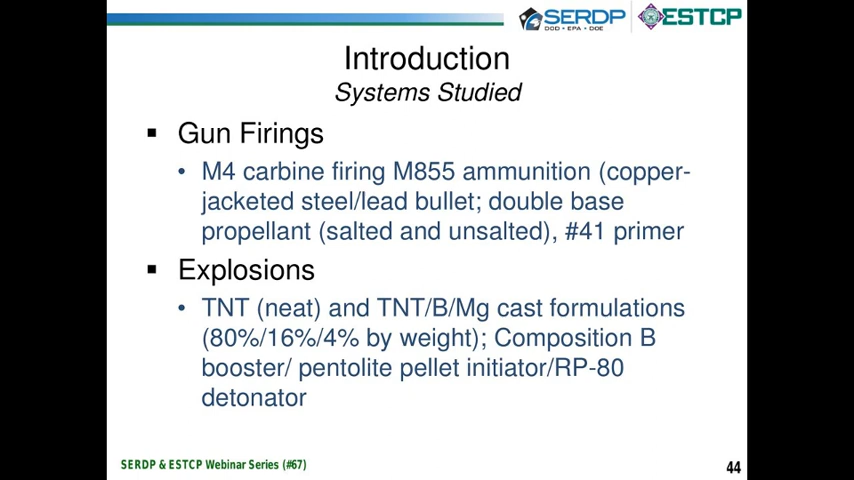 SERDP
DOD • EPA • DOE
ESTCP
Introduction
Systems Studied
▪ Gun Firings
• M4 carbine firing M855 ammunition (copper-
jacketed steel/lead bullet; double base
propellant (salted and unsalted), #41 primer
▪ Explosions
• TNT (neat) and TNT/B/Mg cast formulations
(80%/16%/4% by weight); Composition B
booster/ pentolite pellet initiator/RP-80
detonator
SERDP & ESTCP Webinar Series (#67)
44